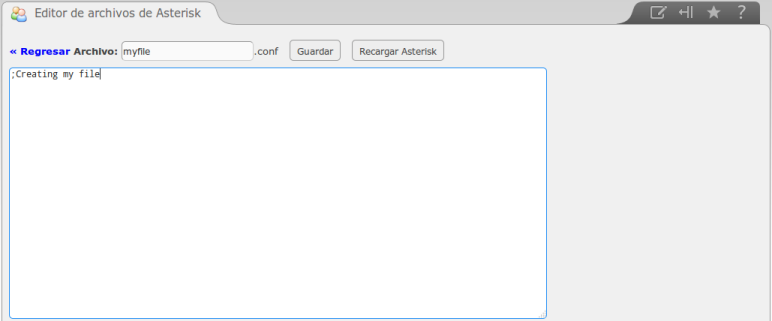 Editor de archivos de Asterisk
« Regresar Archivo: myfile .conf Guardar Recargar Asterisk
;Creating my file